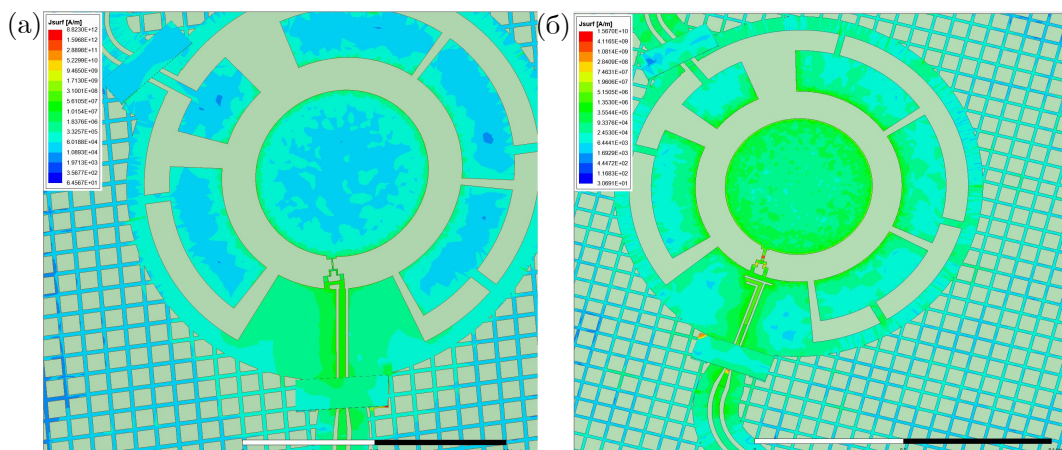 (а)
Jsurf [A/m]
8.8230E+12
1.5968E+12
2.8898E+11
5.2299E+10
9.4650E+09
1.7130E+09
3.1001E+08
5.6105E+07
1.0154E+07
1.8376E+06
3.3257E+05
6.0188E+04
1.0893E+04
1.9713E+03
3.5677E+02
6.4567E+01
(б)
Jsurf [A/m]
1.5670E+10
4.1165E+09
1.0814E+09
2.8409E+08
7.4631E+07
1.9606E+07
5.1505E+06
1.3530E+06
3.5544E+05
9.3376E+04
2.4530E+04
6.4441E+03
1.6929E+03
4.4472E+02
1.1683E+02
3.0691E+01